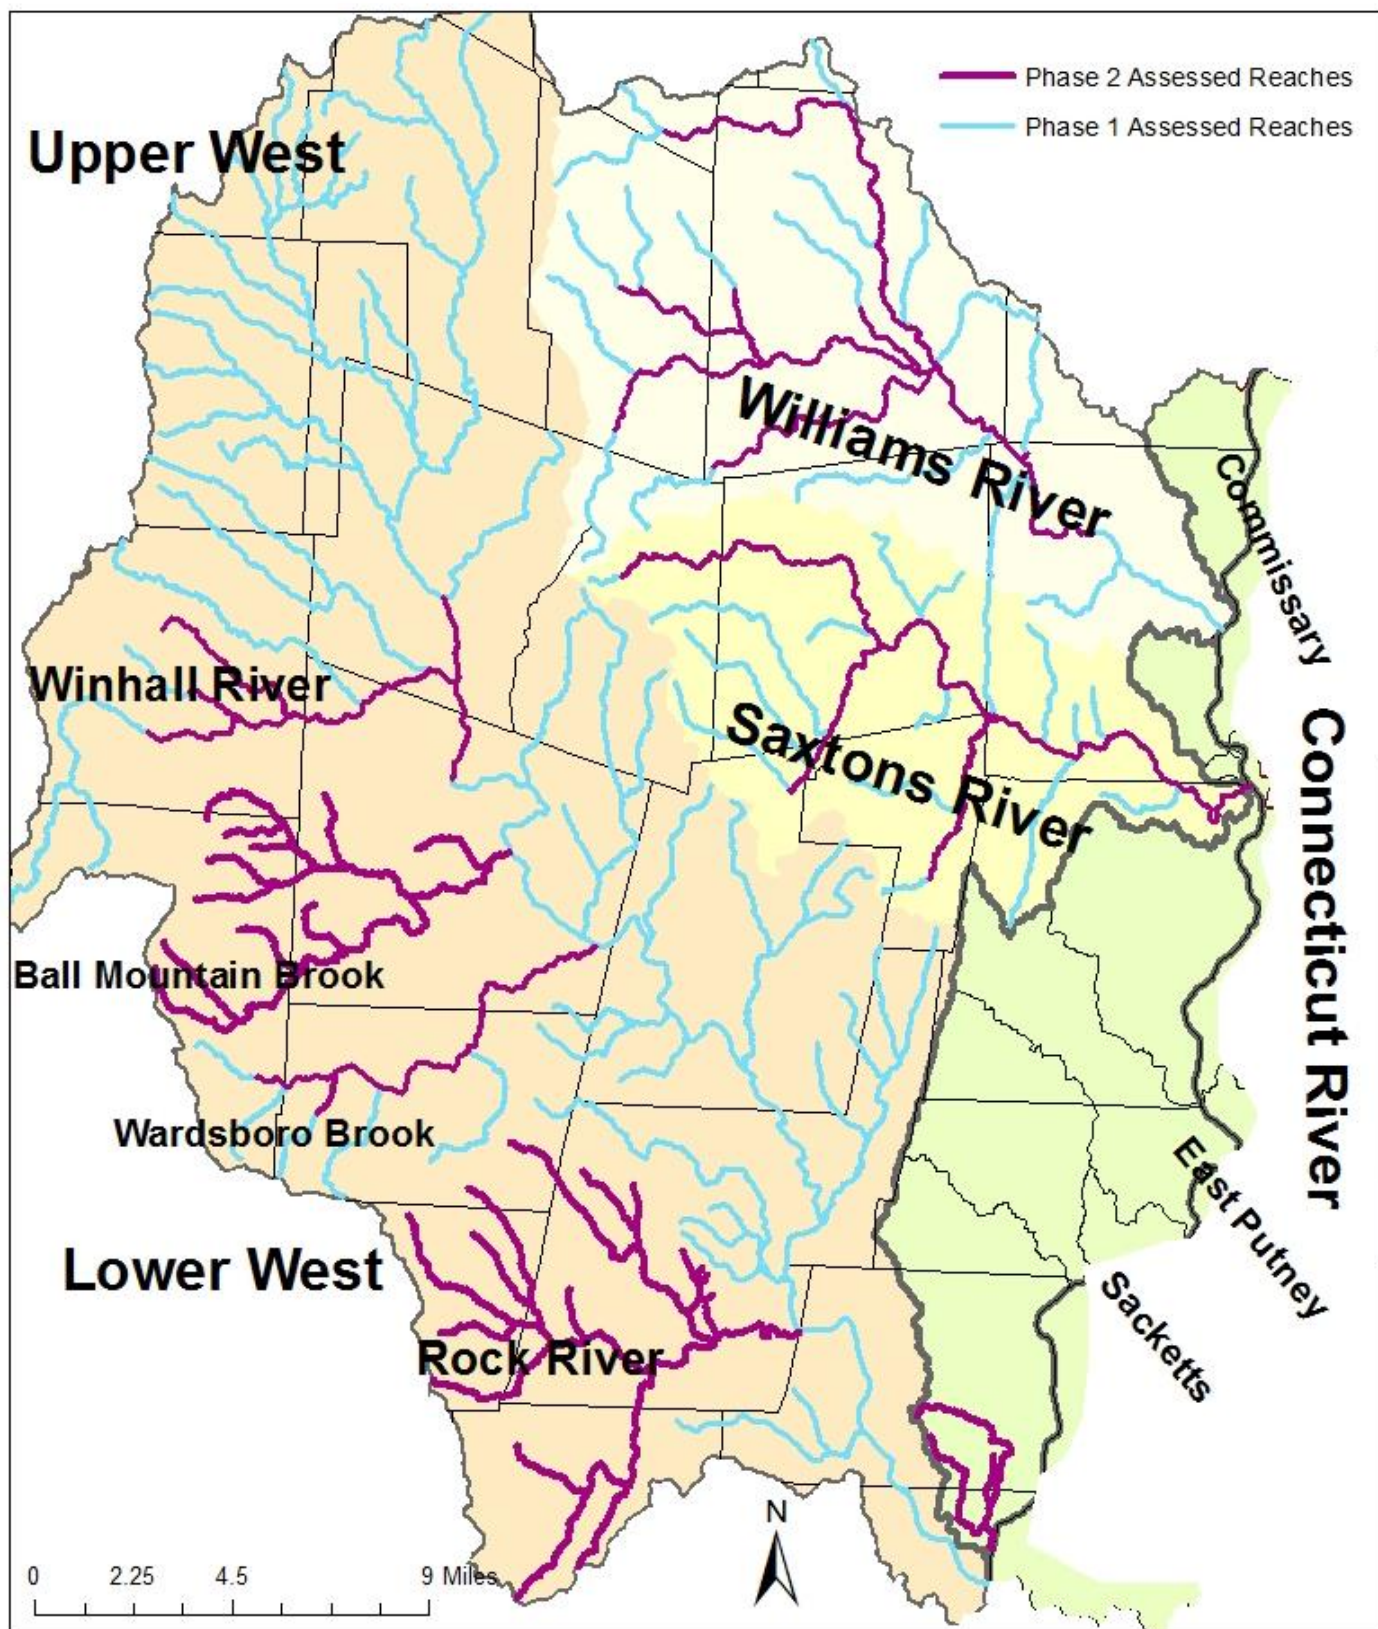 Phase 2 Assessed Reaches
Phase 1 Assessed Reaches
Upper West
Williams River
Commissary
Winhall River
Saxtons River
Connecticut River
Ball Mountain Brook
Wardsboro Brook
East Putney
Lower West
Sacketts
Rock River
N
0 2.25 4.5 9 Miles